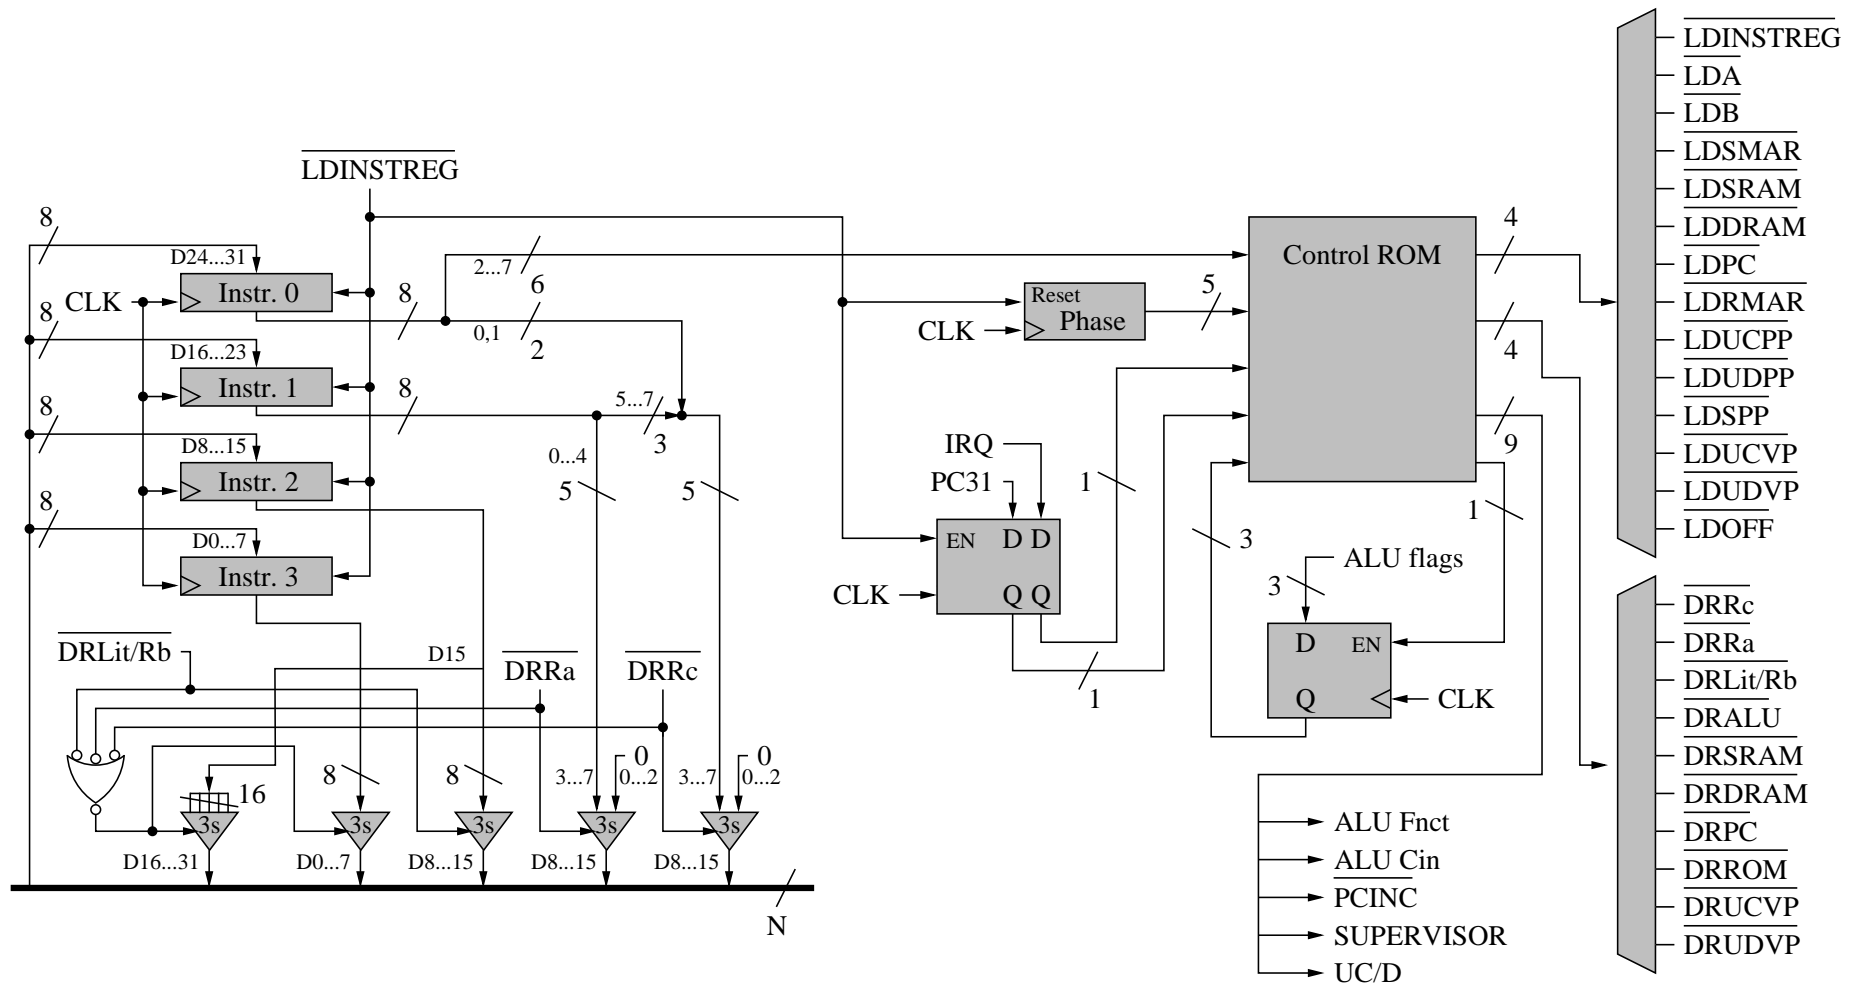 LDINSTREG
8
D24...31
Instr. 0
CLK
8
2...7
6
0,1
2
8
D16...23
Instr. 1
8
5...7
3
8
D8...15
Instr. 2
0...4
5
5
8
D0...7
Instr. 3
DRLit/Rb
D15
DRRa
DRRc
16
8
8
3...7
0
0...2
3...7
0
0...2
3s
3s
3s
3s
3s
D16...31
D0...7
D8...15
D8...15
D8...15
N
Reset
Phase
CLK
5
IRQ
PC31
EN
D D
Q Q
CLK
1
1
Control ROM
4
4
9
1
3
ALU flags
3
D
EN
Q
CLK
ALU Fnct
ALU Cin
PCINC
SUPERVISOR
UC/D
LDINSTREG
LDA
LDB
LDSMAR
LDSRAM
LDDRAM
LDPC
LDRMAR
LDUCPP
LDUDPP
LDSPP
LDUCVP
LDUDVP
LDOFF
DRRc
DRRa
DRLit/Rb
DRALU
DRSRAM
DRDRAM
DRPC
DRROM
DRUCVP
DRUDVP